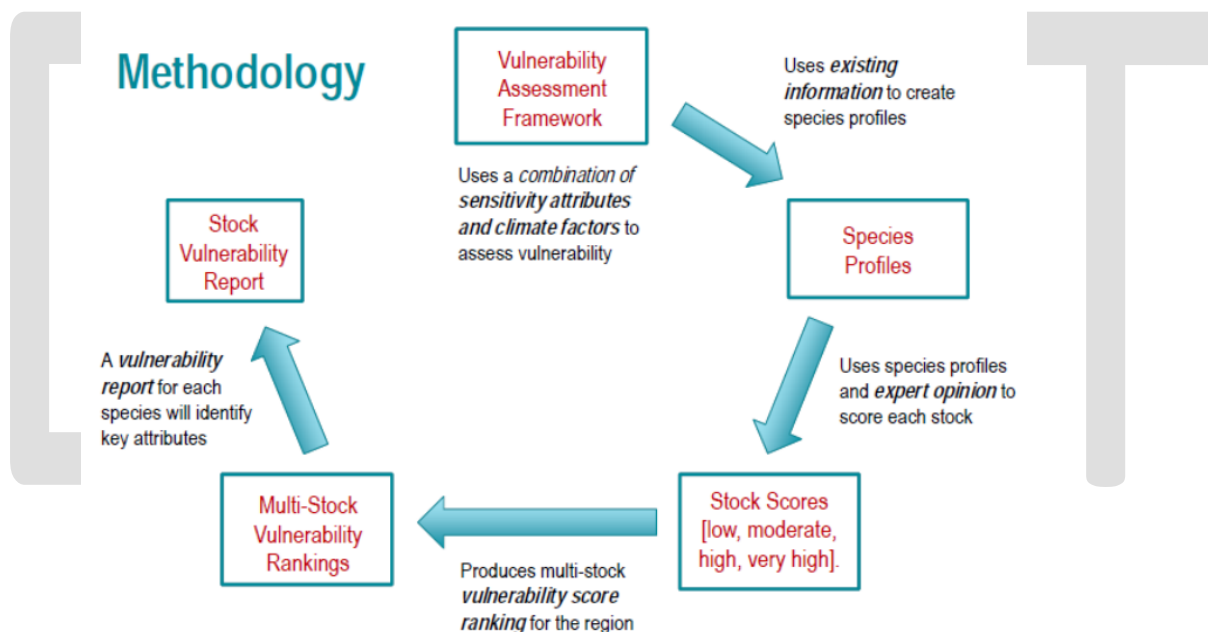 Methodology
Vulnerability
Assessment
Framework
Uses a combination of
sensitivity attributes
and climate factors to
assess vulnerability
Uses existing
information to create
species profiles
Species
Profiles
Uses species profiles
and expert opinion to
score each stock
Stock Scores
[low, moderate,
high, very high].
Produces multi-stock
vulnerability score
ranking for the region
Multi-Stock
Vulnerability
Rankings
A vulnerability
report for each
species will identify
key attributes
Stock
Vulnerability
Report